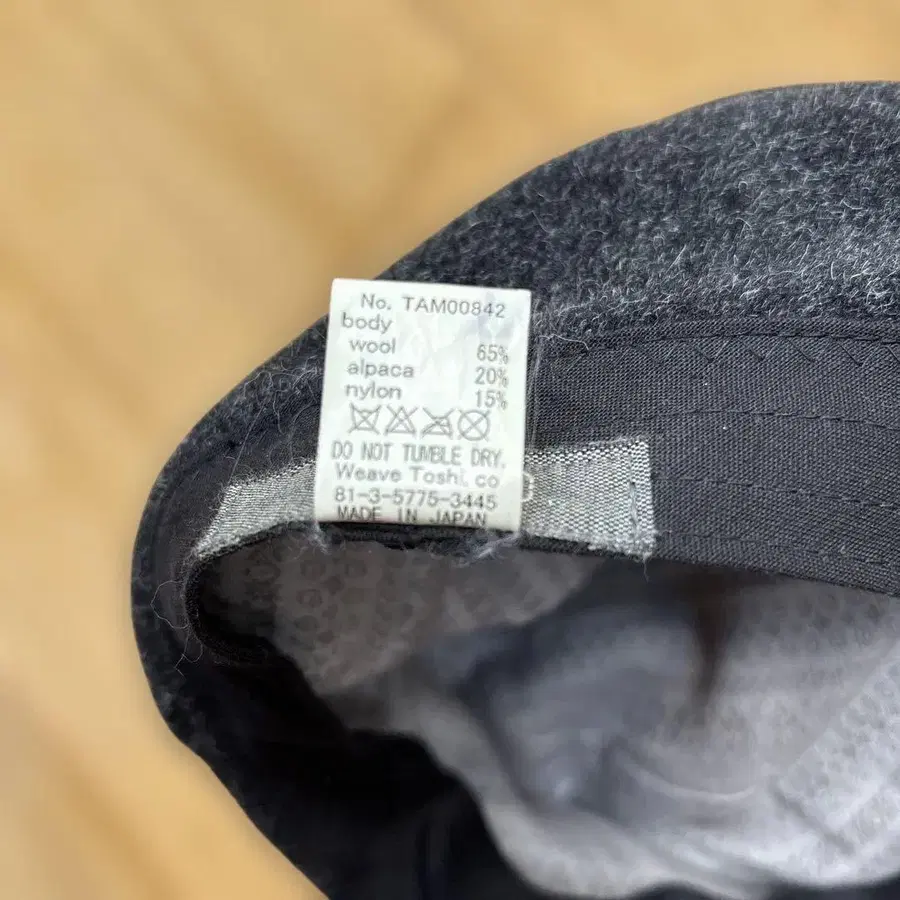 No. TAM00842
body
wool 65%
alpaca 20%
nylon 15%
DO NOT TUMBLE DRY.
Weave Toshi. co
81-3-5775-3445
MADE IN JAPAN